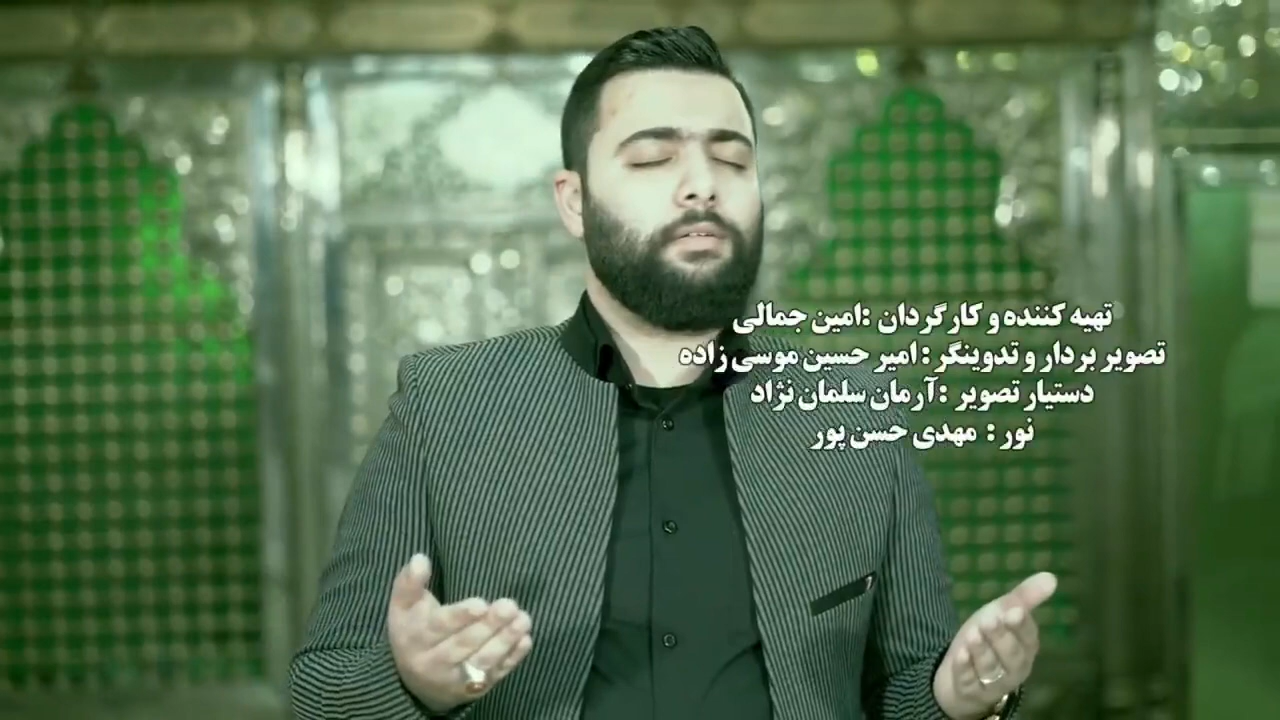 تهیه کننده و کارگردان :امین جمالی
تصویر بردار و تدوینگر : امیر حسین موسی زاده
دستیار تصویر :آرمان سلمان نژاد
نور : مهدی حسن پور